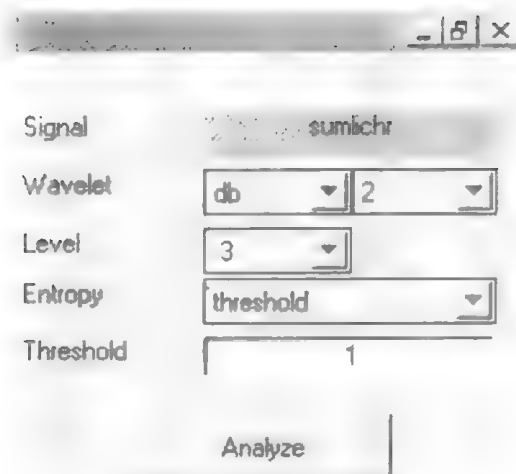 Signal sumlichr
Wavelet db 2
Level 3
Entropy threshold
Threshold 1
Analyze